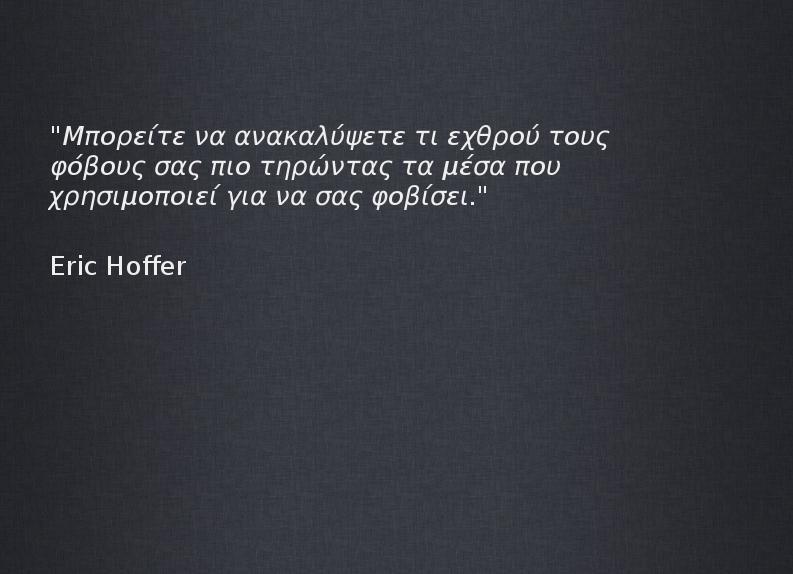 "Μπορείτε να ανακαλύψετε τι εχθρού τους
φόβους σας πιο τηρώντας τα μέσα που
χρησιμοποιεί για να σας φοβίσει."
Eric Hoffer